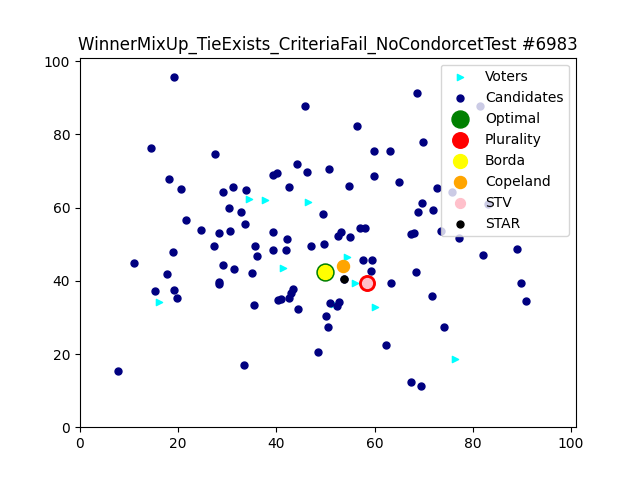 WinnerMixUp_TieExists_CriteriaFail_NoCondorcetTest #6983
100
80
60
40
20
0
0
20
40
60
80
100
Voters
Candidates
Optimal
Plurality
Borda
Copeland
STV
STAR